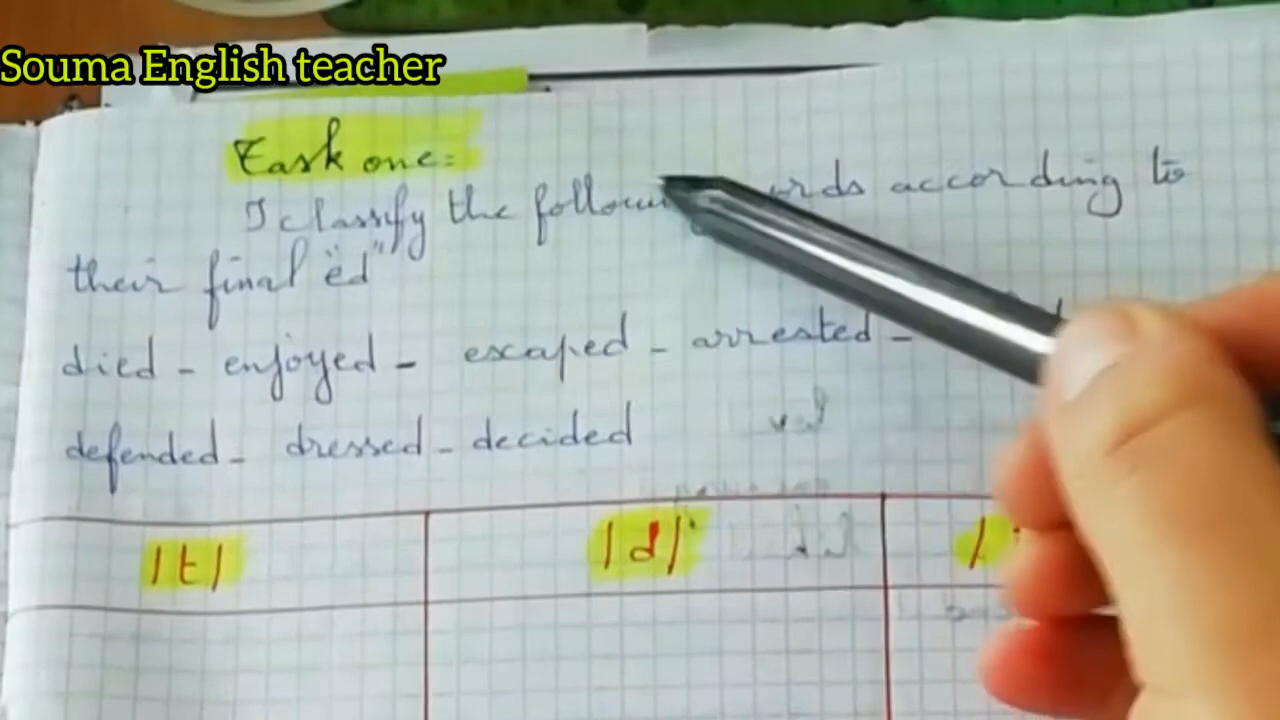 Souma English teacher
Task one:
I classify the follow ords according to
their final "ed"
died - enjoyed - escaped - arrested -
defended - dressed - decided
/t/ /d/ /